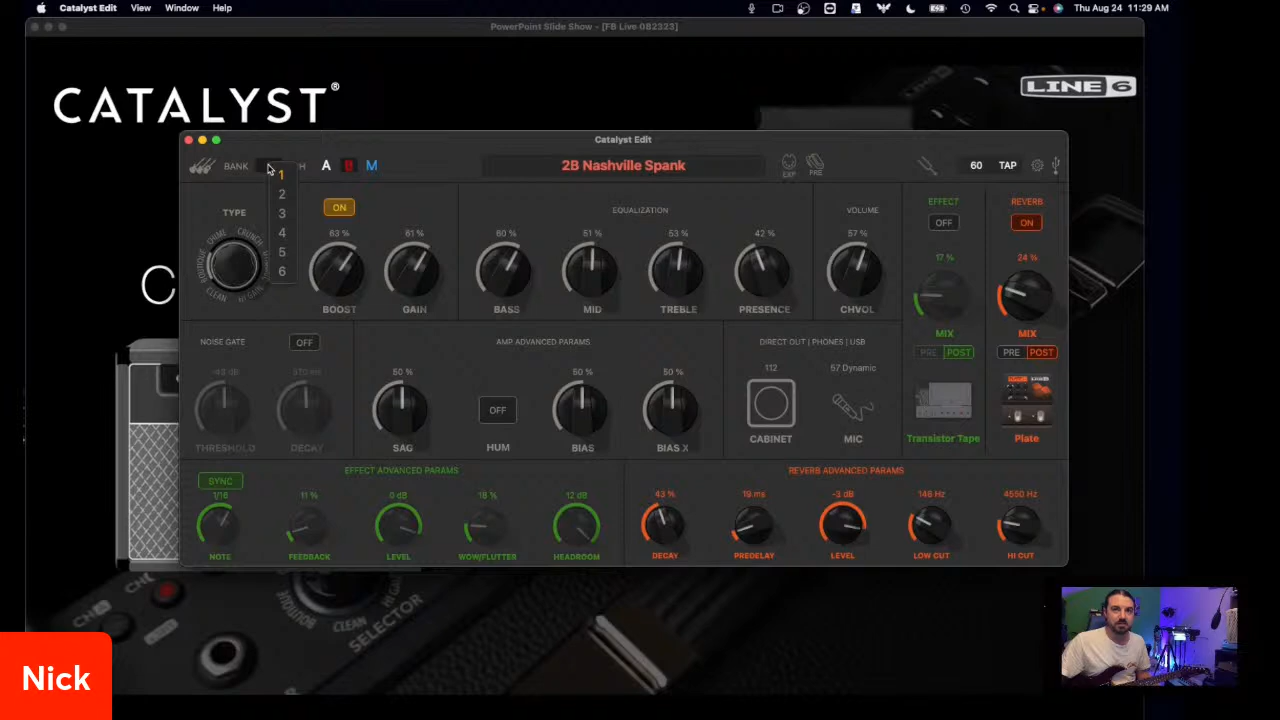 Catalyst Edit View Window Help
Thu Aug 24 11:29 AM
PowerPoint Slide Show - [FB Live 082323]
CATALYST®
LINE 6
Catalyst Edit
BANK
H A M
2B Nashville Spank
EXP PRE
60 TAP
1
2
3
4
5
6
TYPE
ON
EQUALIZATION
VOLUME
EFFECT
REVERB
OFF
ON
CRUNCH
CLEAN
63 %
61 %
60 %
51 %
53 %
42 %
57 %
17 %
24 %
BOOST
GAIN
BASS
MID
TREBLE
PRESENCE
CHVOL
MIX
MIX
PRE POST
PRE POST
NOISE GATE
OFF
AMP ADVANCED PARAMS
DIRECT OUT | PHONES | USB
50 %
50 %
50 %
112
57 Dynamic
OFF
THRESHOLD
DECAY
SAG
HUM
BIAS
BIAS X
CABINET
MIC
Transistor Tape
Plate
EFFECT ADVANCED PARAMS
REVERB ADVANCED PARAMS
SYNC
1/16
11 %
0 dB
18 %
12 dB
43 %
19 ms
-3 dB
146 Hz
4550 Hz
NOTE
FEEDBACK
LEVEL
WOW/FLUTTER
HEADROOM
DECAY
PREDELAY
LEVEL
LOW CUT
HI CUT
C
CH A
CLEAN
SELECTOR
Nick